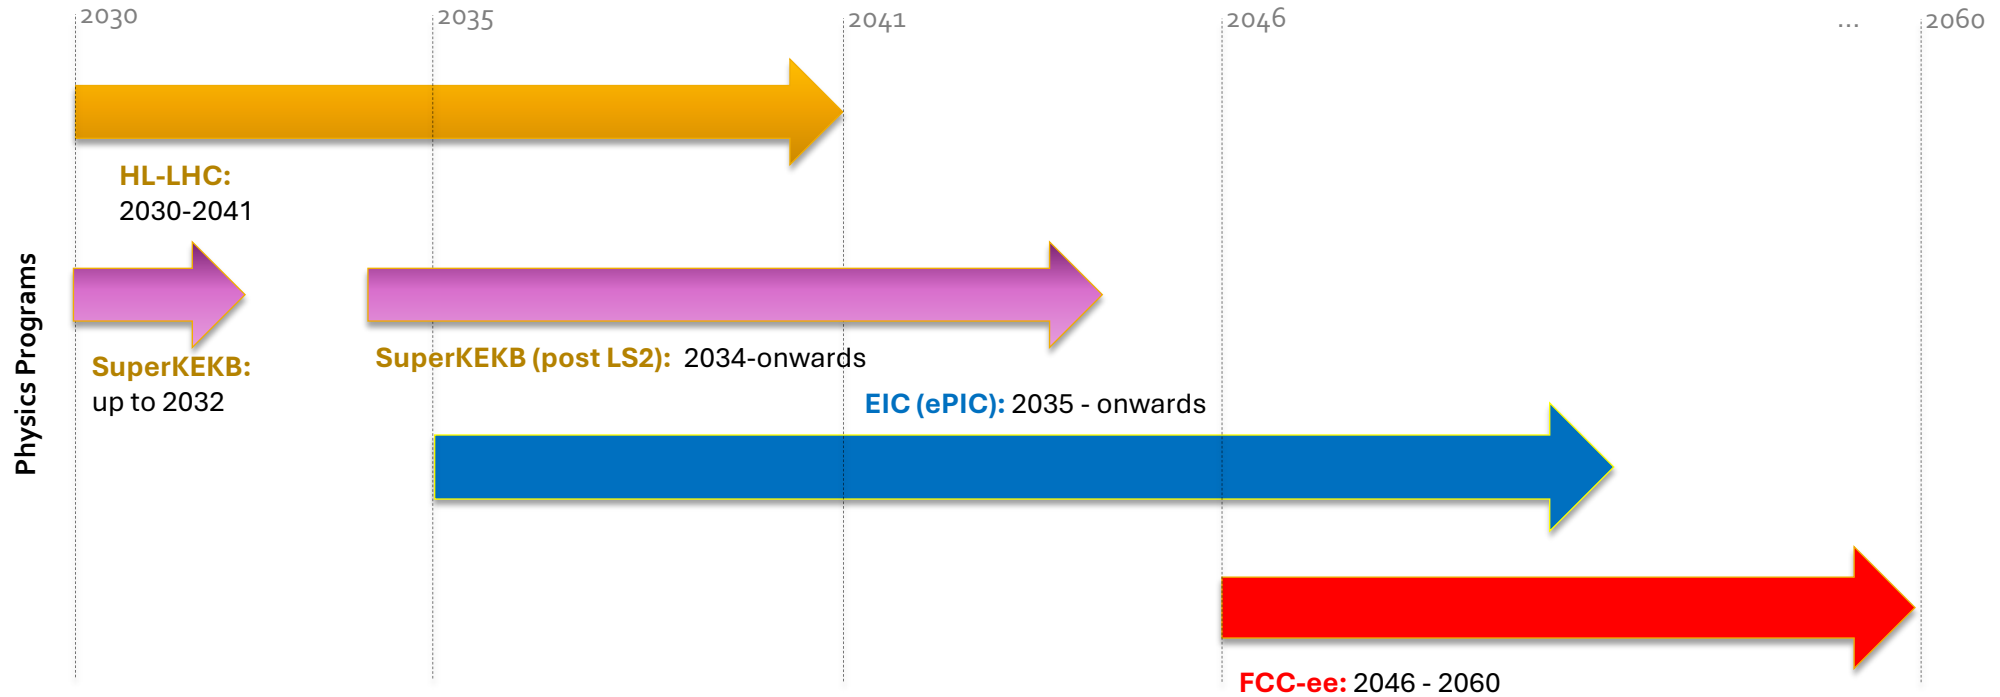 2030
2035
2041
2046
...
2060
HL-LHC:
2030-2041
Physics Programs
SuperKEKB:
up to 2032
SuperKEKB (post LS2): 2034-onwards
EIC (ePIC): 2035 - onwards
FCC-ee: 2046 - 2060